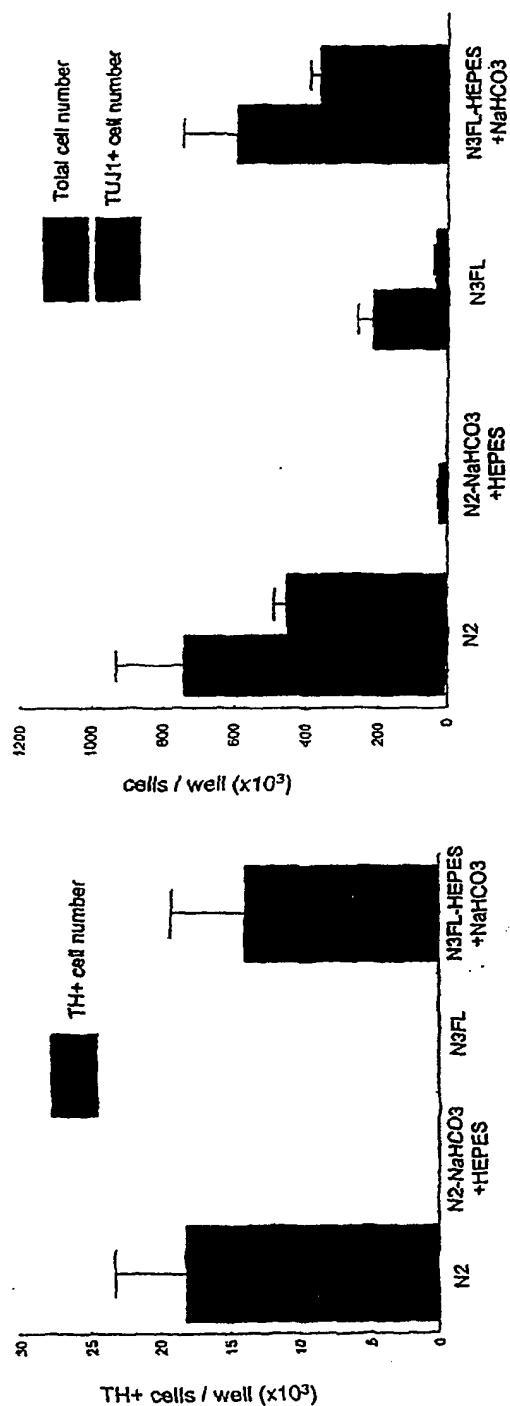 TH+ cells / well (x10³)
30
25
20
15
10
5
0
TH+ cell number
N2
N2-NaHCO3
+HEPES
N3FL
N3FL-HEPES
+NaHCO3
cells / well (x10³)
1200
1000
800
600
400
200
0
Total cell number
TUJ1+ cell number
N2
N2-NaHCO3
+HEPES
N3FL
N3FL-HEPES
+NaHCO3